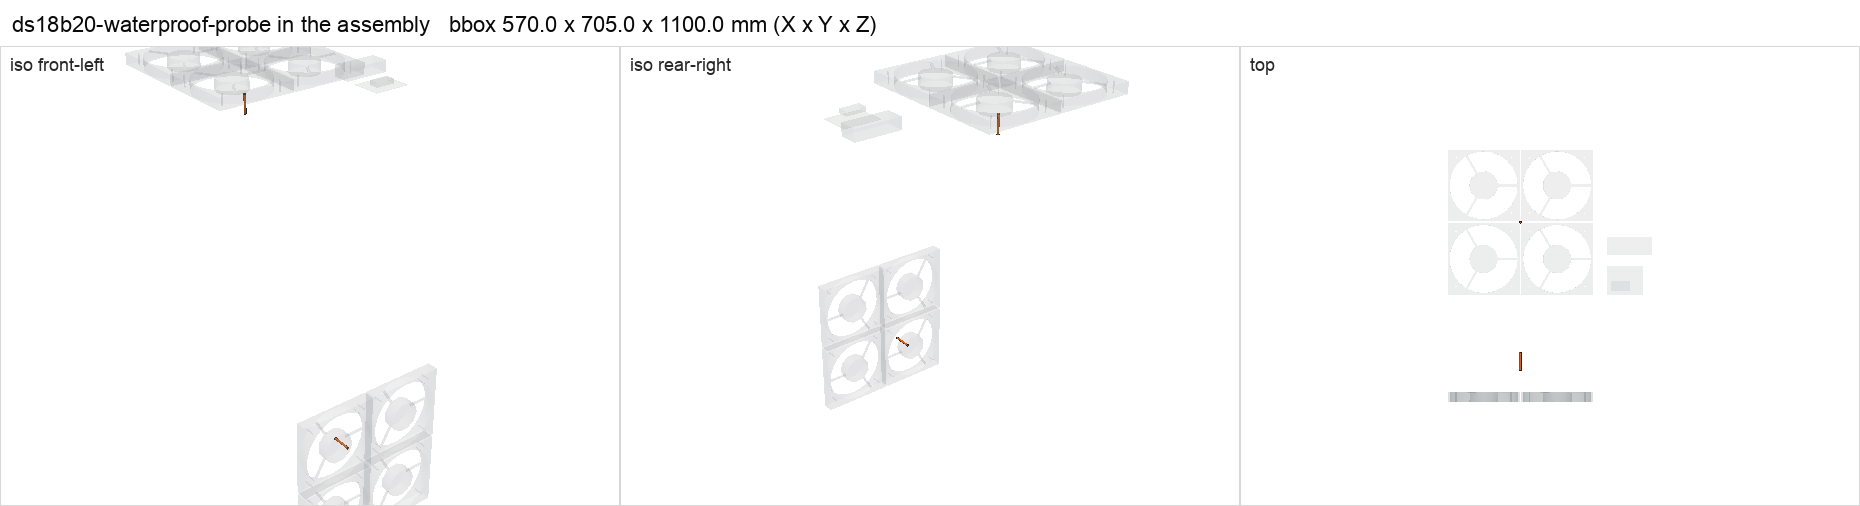 ds18b20-waterproof-probe in the assembly   bbox 570.0 x 705.0 x 1100.0 mm (X x Y x Z)
iso front-left
iso rear-right
top